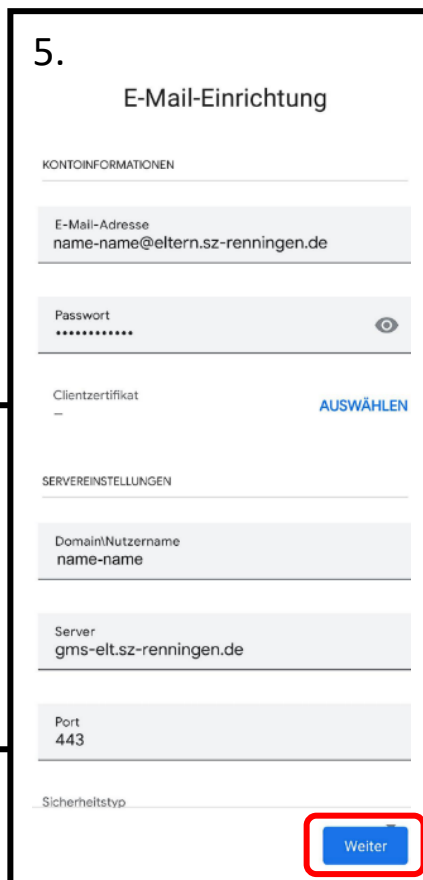 5.
E-Mail-Einrichtung
KONTOINFORMATIONEN
E-Mail-Adresse
name-name@eltern.sz-renningen.de
Passwort
••••••••••••
Clientzertifikat
–
AUSWÄHLEN
SERVEREINSTELLUNGEN
Domain\Nutzername
name-name
Server
gms-elt.sz-renningen.de
Port
443
Sicherheitstyp
Weiter